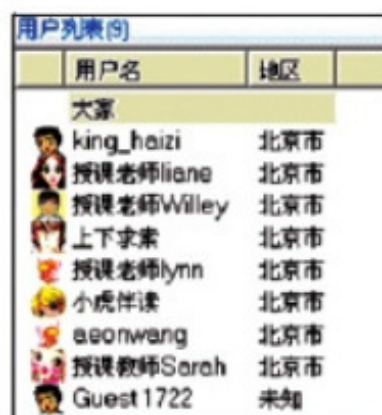 用户列表(9)
用户名 地区
大家
king_haizi 北京市
授课老师liane 北京市
授课老师Willey 北京市
上下求索 北京市
授课老师lynn 北京市
小虎伴读 北京市
aeonwang 北京市
授课教师Sarah 北京市
Guest1722 未知